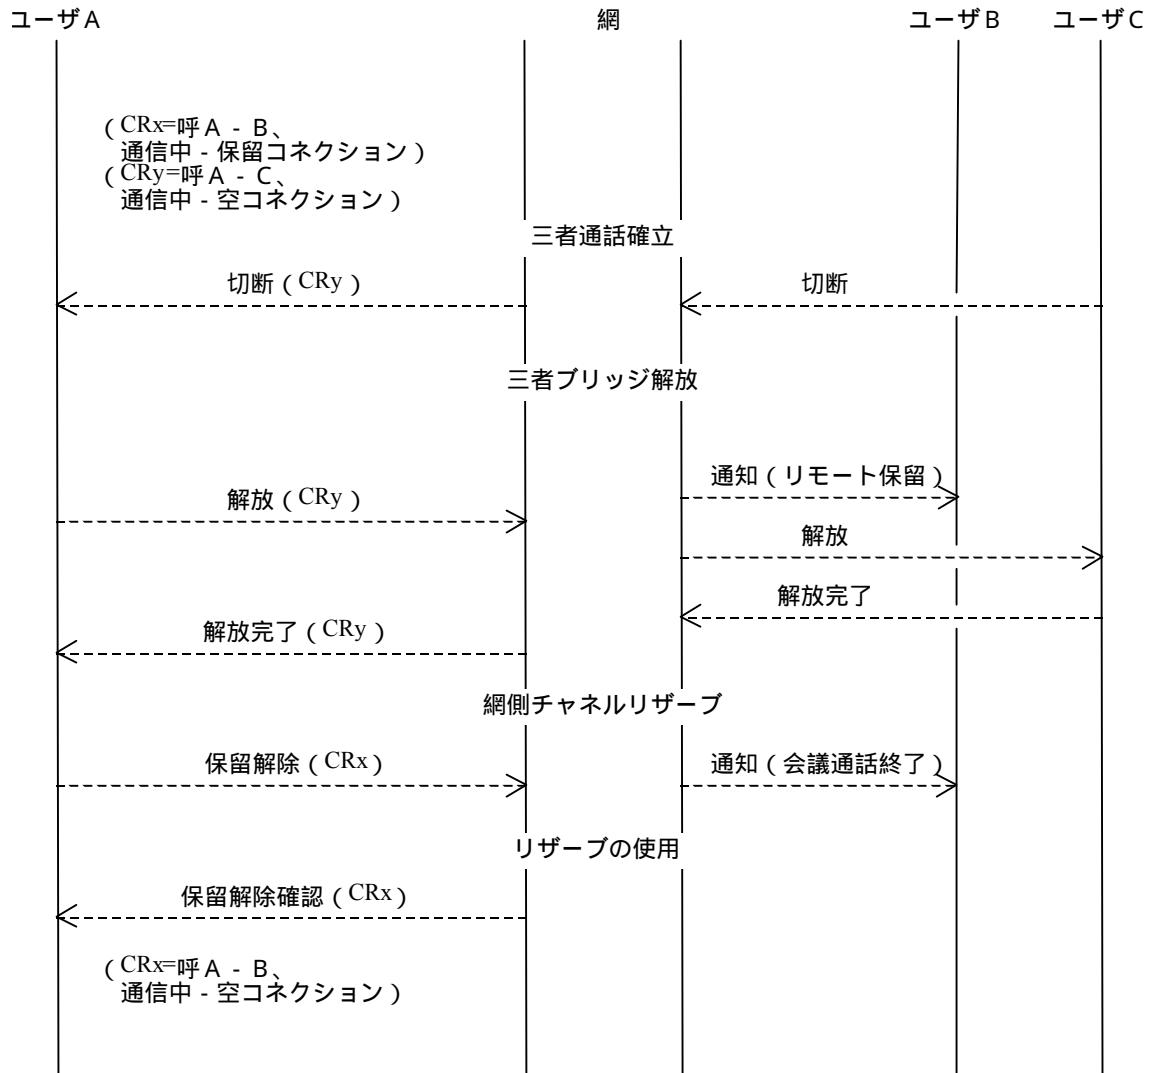 ユーザA
網
ユーザB
ユーザC
(CRx=呼A - B、
通信中 - 保留コネクション)
(CRy=呼A - C、
通信中 - 空コネクション)
三者通話確立
切断(CRy)
切断
三者ブリッジ解放
通知(リモート保留)
解放(CRy)
解放
解放完了
解放完了(CRy)
網側チャネルリザーブ
保留解除(CRx)
通知(会議通話終了)
リザーブの使用
保留解除確認(CRx)
(CRx=呼A - B、
通信中 - 空コネクション)